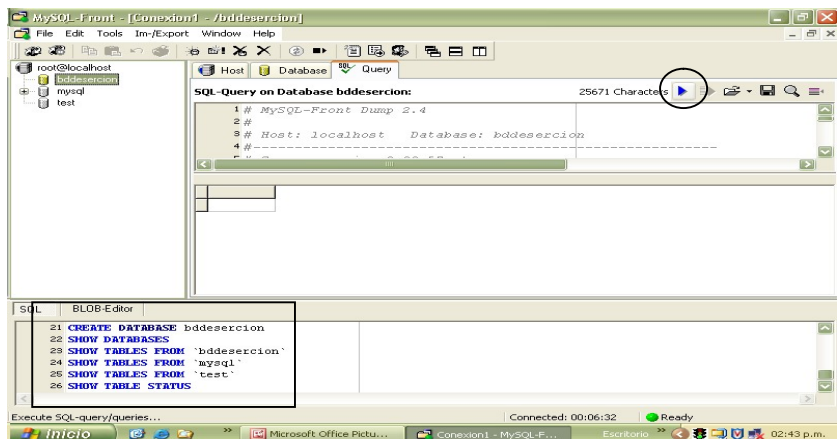 MySQL-Front - [Conexion1 - /bddesercion]
File Edit Tools Im-/Export Window Help
root@localhost
bddesercion
mysql
test
Host Database Query
SQL-Query on Database bddesercion: 25671 Characters
1 # MySQL-Front Dump 2.4
2 #
3 # Host: localhost Database: bddesercion
4 #--------------------------------------------------------
SQL BLOB-Editor
21 CREATE DATABASE bddesercion
22 SHOW DATABASES
23 SHOW TABLES FROM `bddesercion`
24 SHOW TABLES FROM `mysql`
25 SHOW TABLES FROM `test`
26 SHOW TABLE STATUS
Execute SQL-query/queries... Connected: 00:06:32 Ready
Inicio Microsoft Office Pictu... Conexion1 - MySQL-F... Escritorio 02:43 p.m.